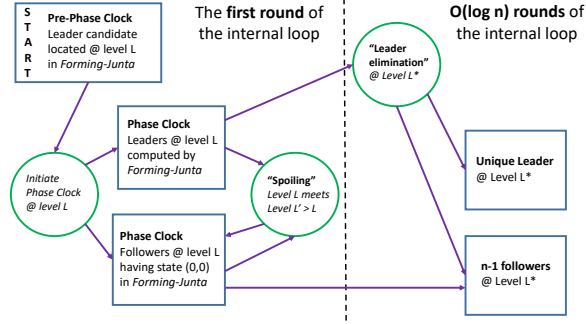 START
Pre-Phase Clock
Leader candidate
located @ level L
in Forming-Junta
The first round of
the internal loop
O(log n) rounds of
the internal loop
"Leader
elimination"
@ Level L*
Phase Clock
Leaders @ level L
computed by
Forming-Junta
Initiate
Phase Clock
@ level L
"Spoiling"
Level L meets
Level L' > L
Unique Leader
@ Level L*
Phase Clock
Followers @ level L
having state (0,0)
in Forming-Junta
n-1 followers
@ Level L*